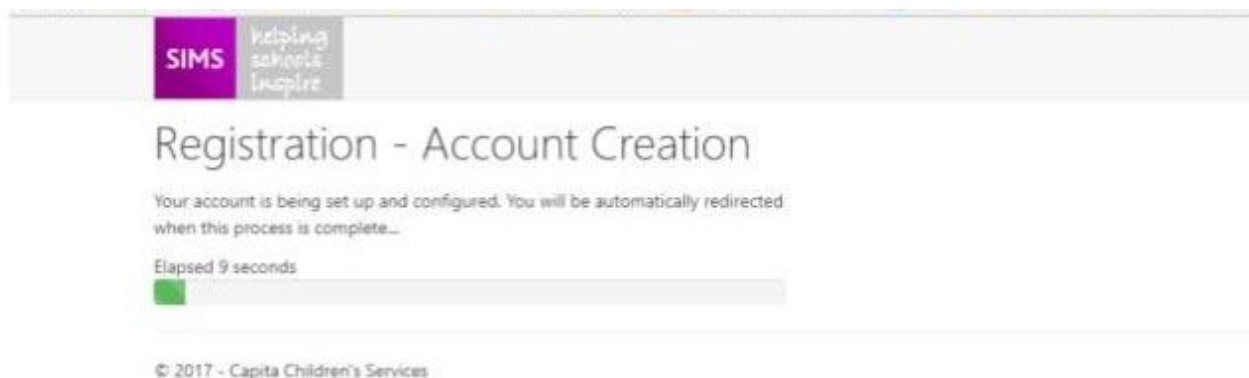 SIMS
helping
schools
inspire
Registration - Account Creation
Your account is being set up and configured. You will be automatically redirected
when this process is complete...
Elapsed 9 seconds
© 2017 - Capita Children's Services